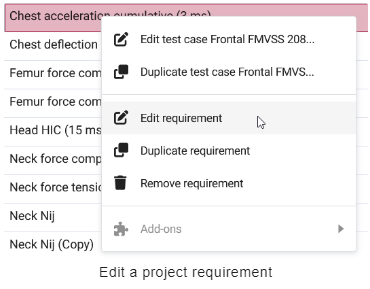 Chest acceleration cumulative (3 ms)
Edit test case Frontal FMVSS 208...
Chest deflection
Duplicate test case Frontal FMVS...
Femur force com
Femur force com
Edit requirement
Head HIC (15 ms
Duplicate requirement
Neck force comp
Remove requirement
Neck force tensi
Neck Nij
Add-ons
Neck Nij (Copy)
Edit a project requirement